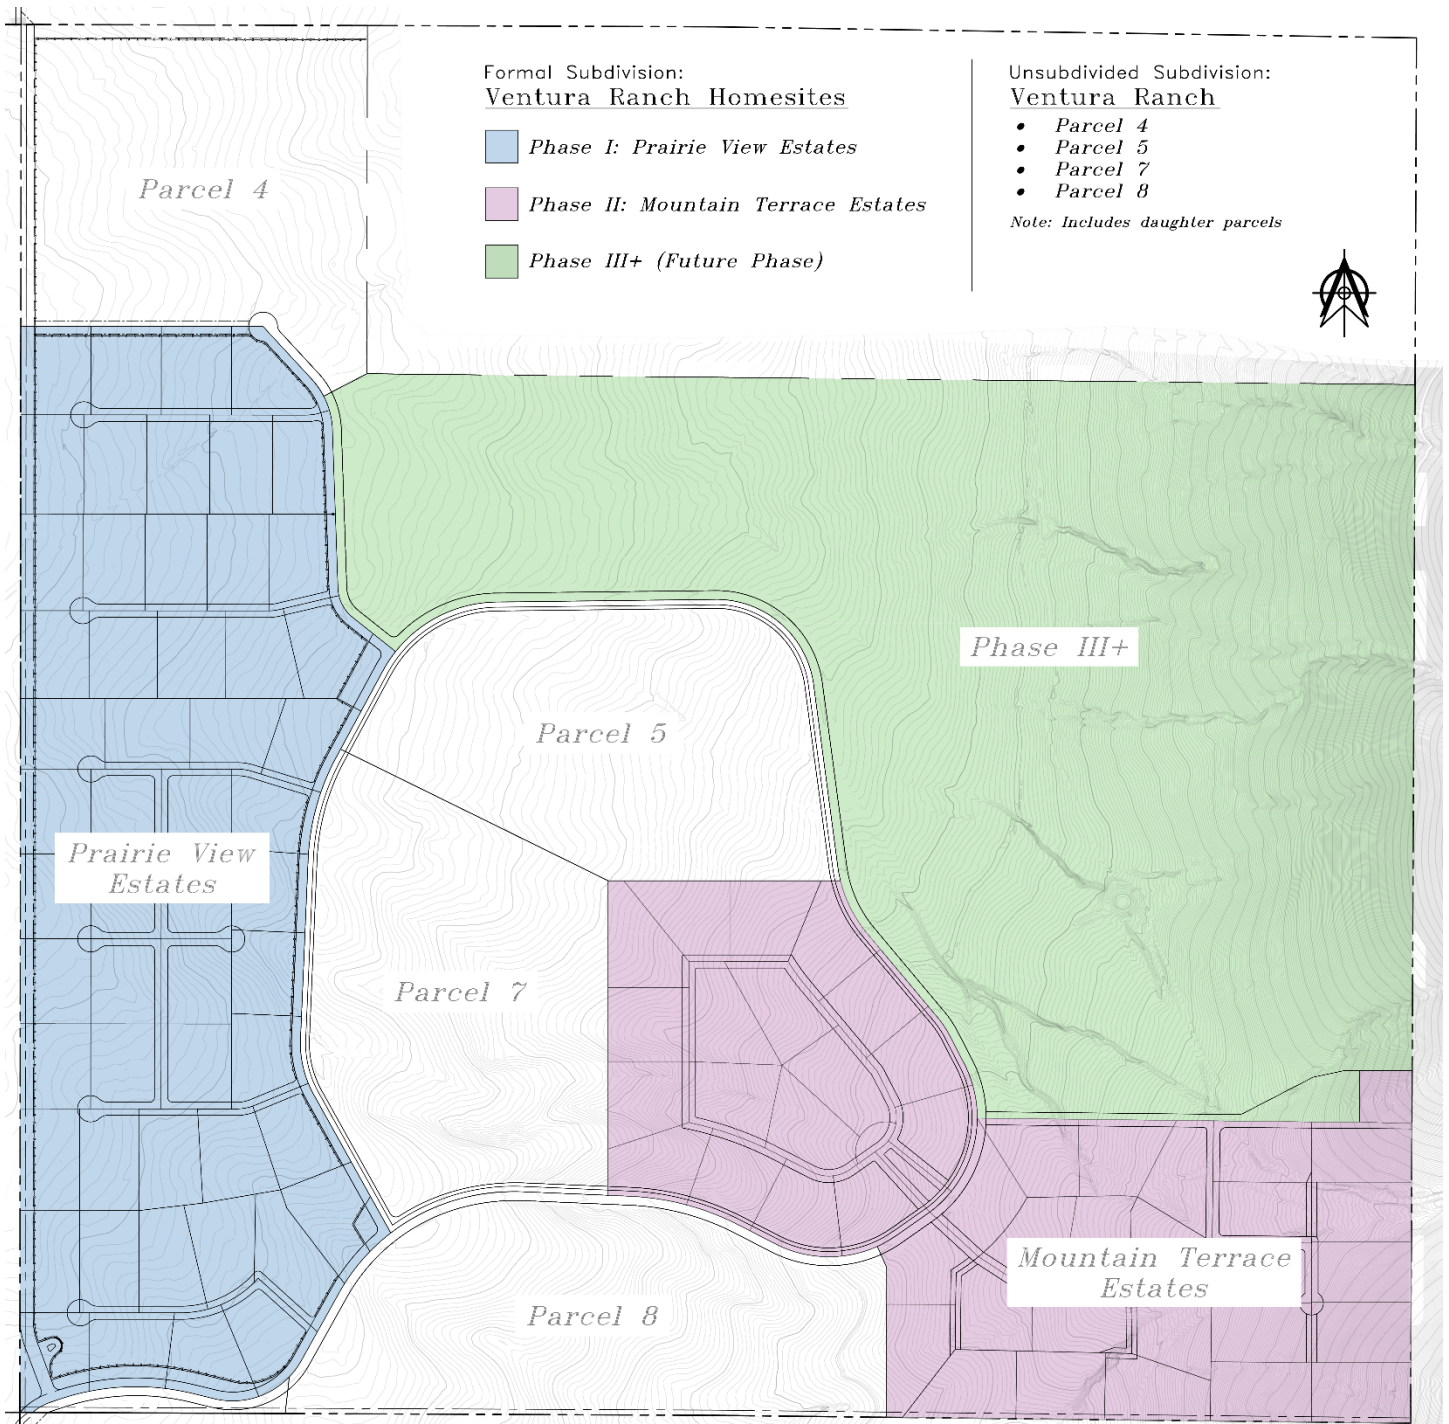 Formal Subdivision:
Ventura Ranch Homesites
Phase I: Prairie View Estates
Phase II: Mountain Terrace Estates
Phase III+ (Future Phase)
Unsubdivided Subdivision:
Ventura Ranch
• Parcel 4
• Parcel 5
• Parcel 7
• Parcel 8
Note: Includes daughter parcels
Parcel 4
Phase III+
Parcel 5
Prairie View
Estates
Parcel 7
Mountain Terrace
Estates
Parcel 8